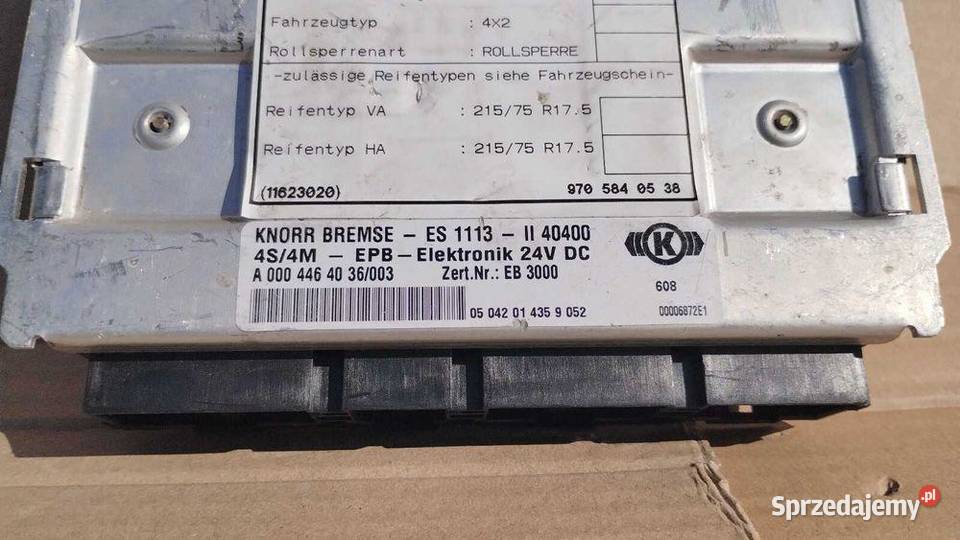 Fahrzeugtyp : 4X2
Rollsperrenart : ROLLSPERRE
-zulässige Reifentypen siehe Fahrzeugschein-
Reifentyp VA : 215/75 R17.5
Reifentyp HA : 215/75 R17.5
(11623020) 970 584 05 38
KNORR BREMSE - ES 1113 - II 40400
4S/4M - EPB - Elektronik 24V DC
A 000 446 40 36/003 Zert.Nr.: EB 3000
K
608
05 042 01 435 9 052
00006872E1
Sprzedajemy.pl